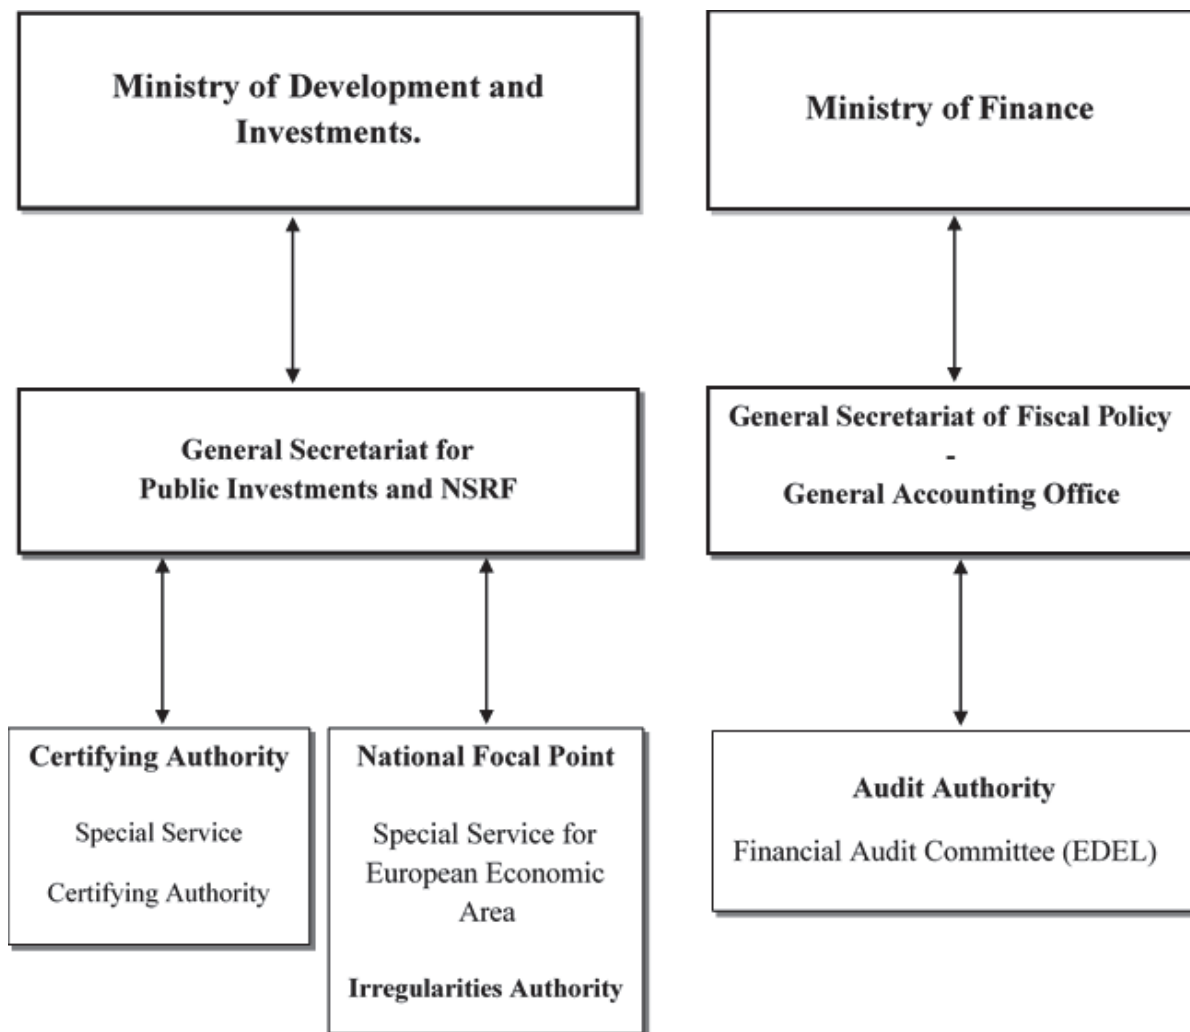 Ministry of Development and
Investments.
Ministry of Finance
General Secretariat for
Public Investments and NSRF
General Secretariat of Fiscal Policy
-
General Accounting Office
Certifying Authority
Special Service
Certifying Authority
National Focal Point
Special Service for
European Economic
Area
Irregularities Authority
Audit Authority
Financial Audit Committee (EDEL)